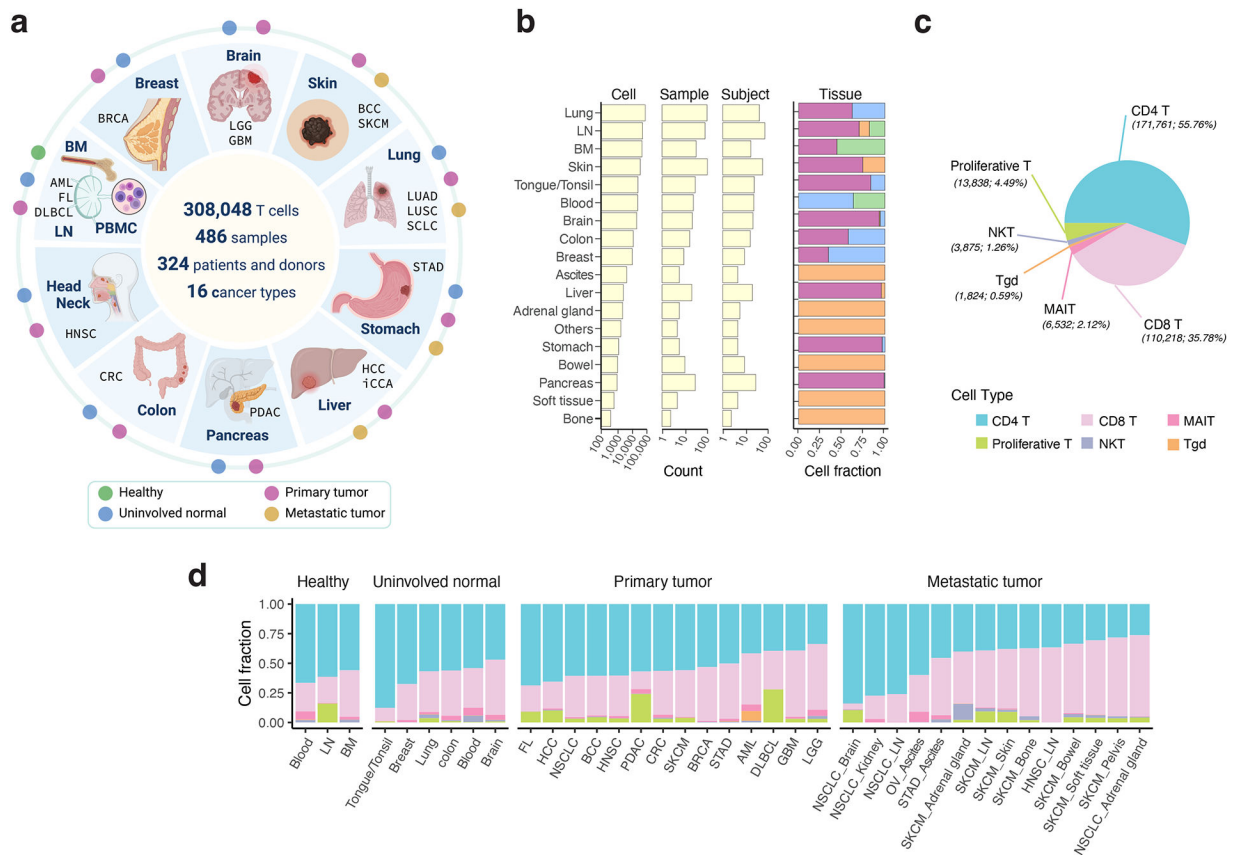 a
Brain
LGG
GBM
Skin
BCC
SKCM
Lung
LUAD
LUSC
SCLC
STAD
Stomach
HCC
iCCA
Liver
PDAC
Pancreas
CRC
Colon
Head
Neck
HNSC
BM
AML
FL
DLBCL
LN
PBMC
Breast
BRCA
308,048 T cells
486 samples
324 patients and donors
16 cancer types
Healthy
Primary tumor
Uninvolved normal
Metastatic tumor
b
Cell
Sample
Subject
Tissue
Lung
LN
BM
Skin
Tongue/Tonsil
Blood
Brain
Colon
Breast
Ascites
Liver
Adrenal gland
Others
Stomach
Bowel
Pancreas
Soft tissue
Bone
100
1,000
10,000
100,000
1
10
100
1
10
100
0.00
0.25
0.50
0.75
1.00
Count
Cell fraction
c
CD4 T
(171,761; 55.76%)
Proliferative T
(13,838; 4.49%)
NKT
(3,875; 1.26%)
Tgd
(1,824; 0.59%)
MAIT
(6,532; 2.12%)
CD8 T
(110,218; 35.78%)
Cell Type
CD4 T
CD8 T
MAIT
Proliferative T
NKT
Tgd
d
Healthy
Uninvolved normal
Primary tumor
Metastatic tumor
Cell fraction
1.00
0.75
0.50
0.25
0.00
Blood
LN
BM
Tongue/Tonsil
Breast
Lung
colon
Blood
Brain
FL
HCC
NSCLC
BCC
HNSC
PDAC
CRC
SKCM
BRCA
STAD
AML
DLBCL
GBM
LGG
NSCLC_Brain
NSCLC_Kidney
NSCLC_LN
OV_Ascites
STAD_Ascites
SKCM_Adrenal gland
SKCM_LN
SKCM_Skin
SKCM_Bone
HNSC_LN
SKCM_Bowel
SKCM_Soft tissue
SKCM_Pelvis
NSCLC_Adrenal gland